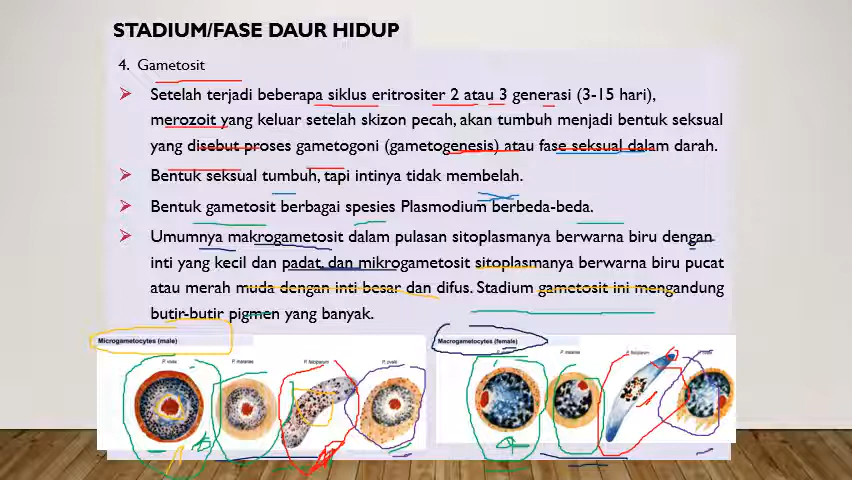 STADIUM/FASE DAUR HIDUP
4. Gametosit
Setelah terjadi beberapa siklus eritrositer 2 atau 3 generasi (3-15 hari),
merozoit yang keluar setelah skizon pecah, akan tumbuh menjadi bentuk seksual
yang disebut proses gametogoni (gametogenesis) atau fase seksual dalam darah.
Bentuk seksual tumbuh, tapi intinya tidak membelah.
Bentuk gametosit berbagai spesies Plasmodium berbeda-beda.
Umumnya makrogametosit dalam pulasan sitoplasmanya berwarna biru dengan
inti yang kecil dan padat, dan mikrogametosit sitoplasmanya berwarna biru pucat
atau merah muda dengan inti besar dan difus. Stadium gametosit ini mengandung
butir-butir pigmen yang banyak.
Microgametocytes (male)
P. vivax P. malariae P. falciparum P. ovale
Macrogametocytes (female)
P. malariae P. falciparum P. ovale